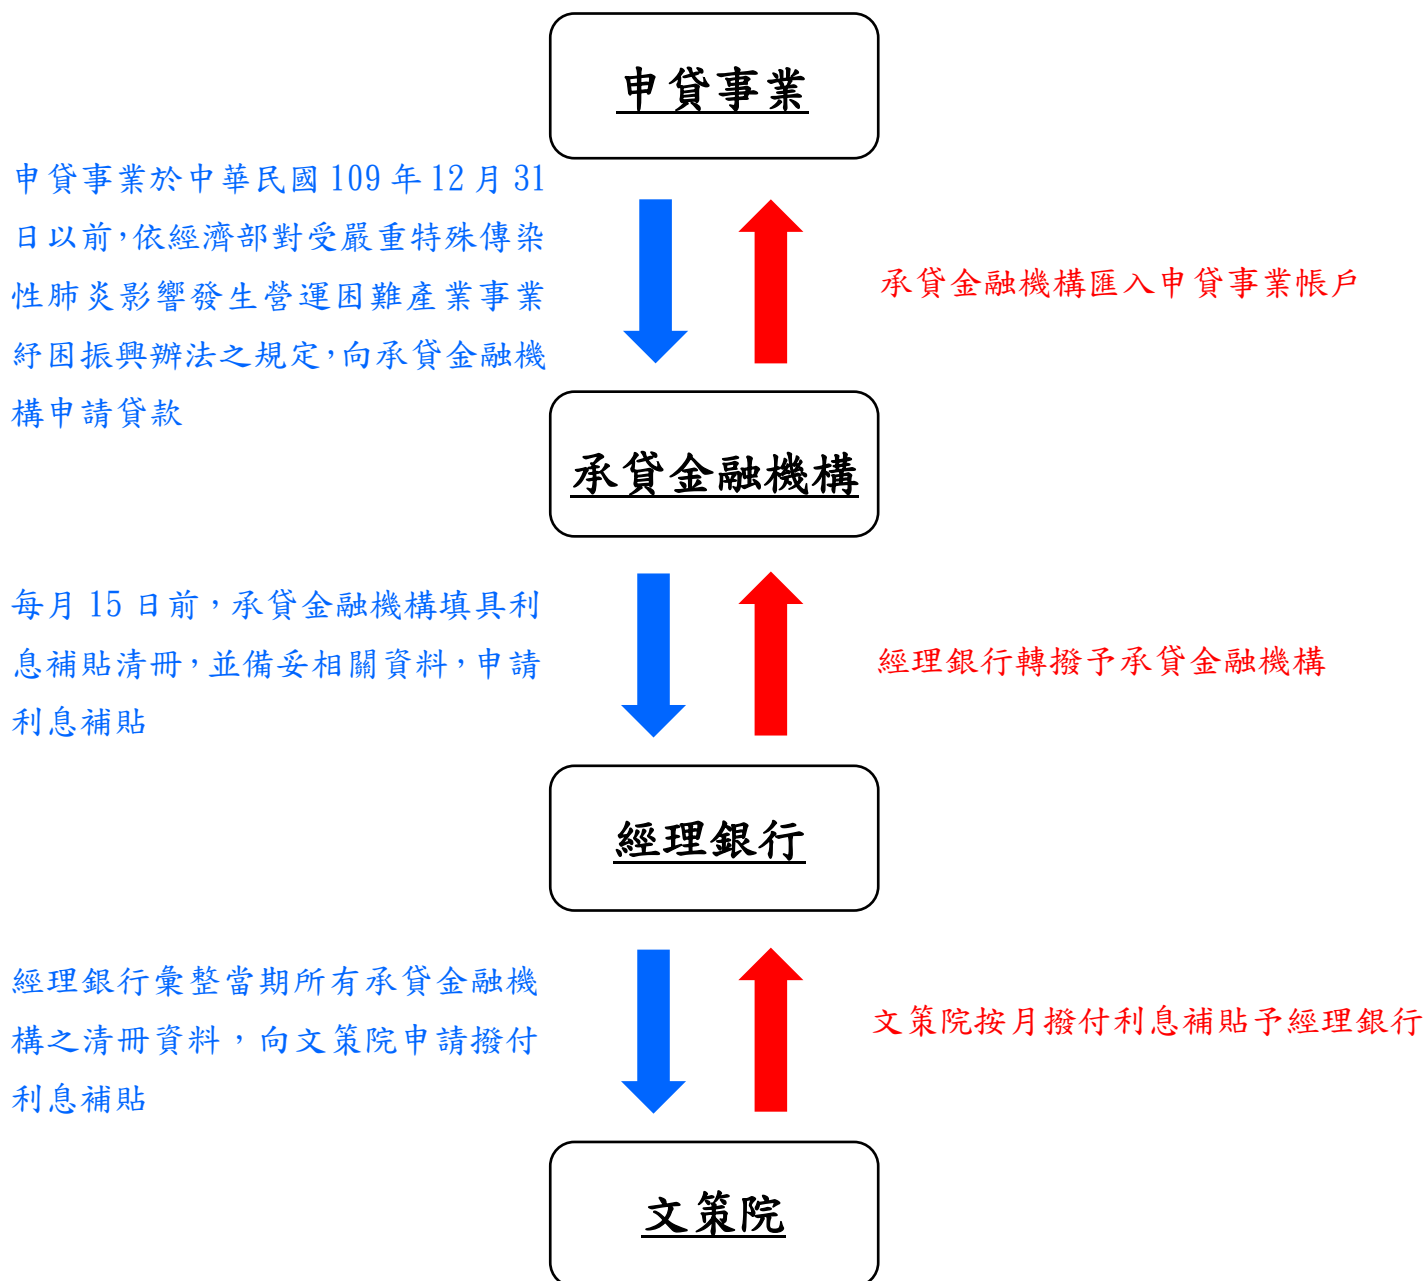 申貸事業
申貸事業於中華民國 109 年 12 月 31
日以前，依經濟部對受嚴重特殊傳染
性肺炎影響發生營運困難產業事業
紓困振興辦法之規定，向承貸金融機
構申請貸款
承貸金融機構匯入申貸事業帳戶
承貸金融機構
每月 15 日前，承貸金融機構填具利
息補貼清冊，並備妥相關資料，申請
利息補貼
經理銀行轉撥予承貸金融機構
經理銀行
經理銀行彙整當期所有承貸金融機
構之清冊資料，向文策院申請撥付
利息補貼
文策院按月撥付利息補貼予經理銀行
文策院